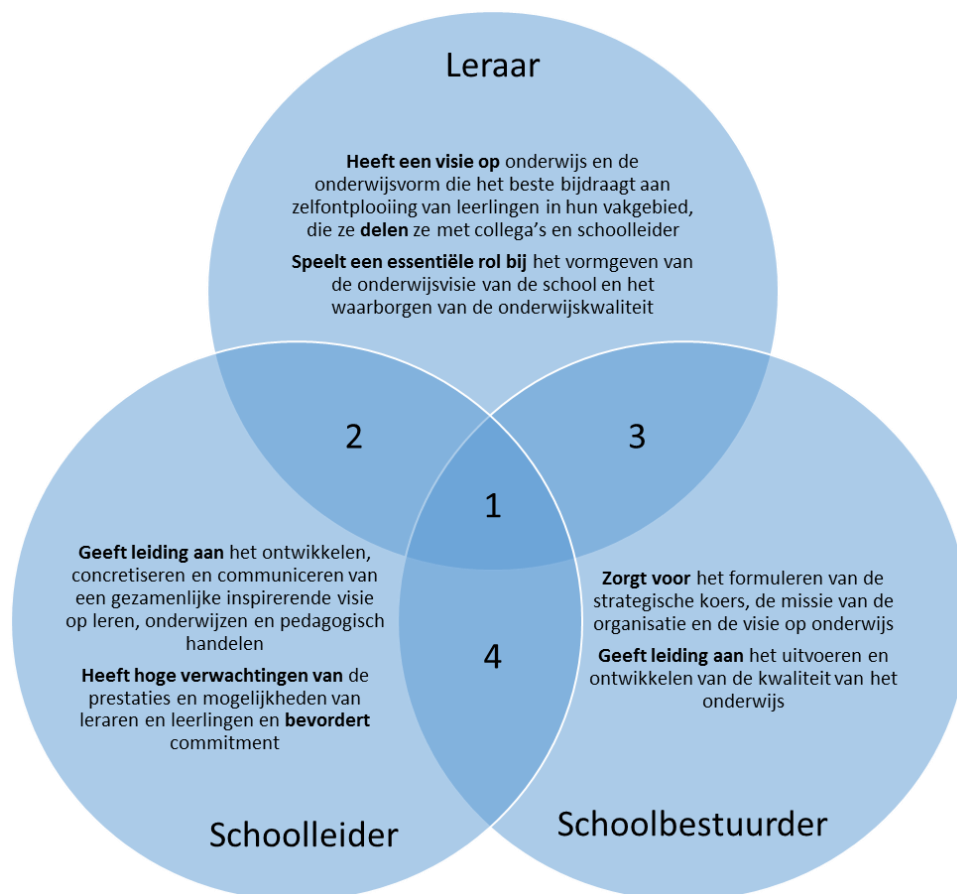 Leraar
Heeft een visie op onderwijs en de
onderwijsvorm die het beste bijdraagt aan
zelfontplooiing van leerlingen in hun vakgebied,
die ze delen ze met collega's en schoolleider
Speelt een essentiële rol bij het vormgeven van
de onderwijsvisie van de school en het
waarborgen van de onderwijskwaliteit
2
3
1
Geeft leiding aan het ontwikkelen,
concretiseren en communiceren van
een gezamenlijke inspirerende visie
op leren, onderwijzen en pedagogisch
handelen
Heeft hoge verwachtingen van de
prestaties en mogelijkheden van
leraren en leerlingen en bevordert
commitment
4
Zorgt voor het formuleren van de
strategische koers, de missie van de
organisatie en de visie op onderwijs
Geeft leiding aan het uitvoeren en
ontwikkelen van de kwaliteit van het
onderwijs
Schoolleider
Schoolbestuurder